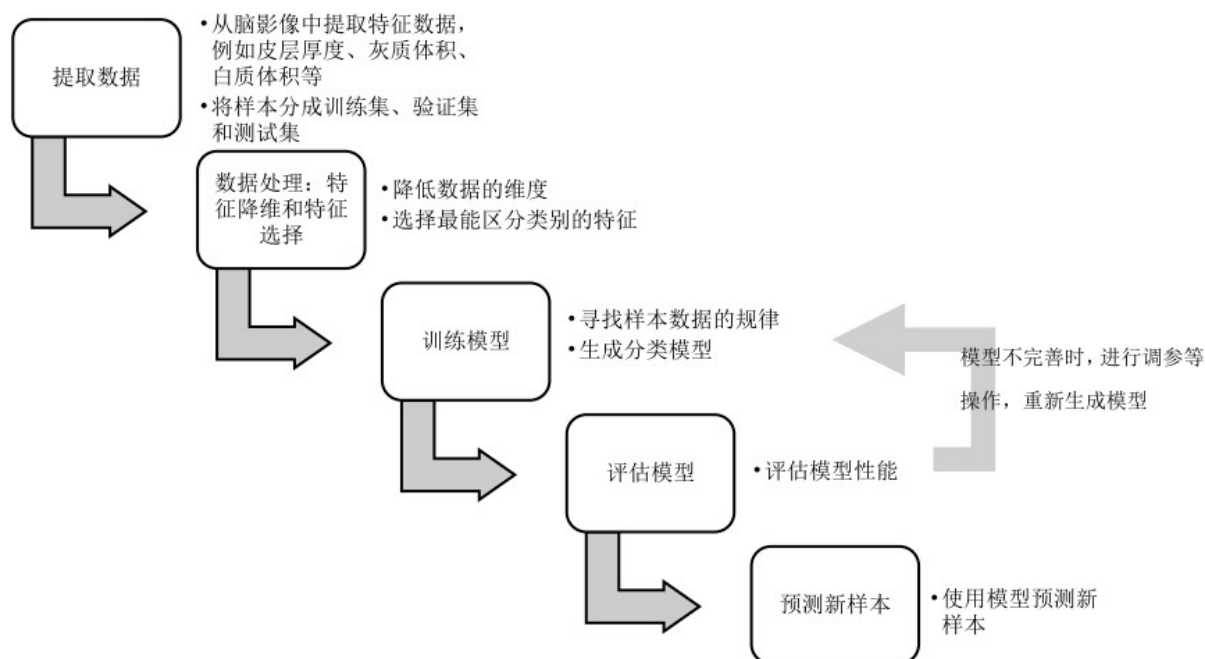 提取数据
•从脑影像中提取特征数据，
例如皮层厚度、灰质体积、
白质体积等
•将样本分成训练集、验证集
和测试集
数据处理：特
征降维和特征
选择
•降低数据的维度
•选择最能区分类别的特征
训练模型
•寻找样本数据的规律
•生成分类模型
模型不完善时，进行调参等
操作，重新生成模型
评估模型
•评估模型性能
预测新样本
•使用模型预测新
样本